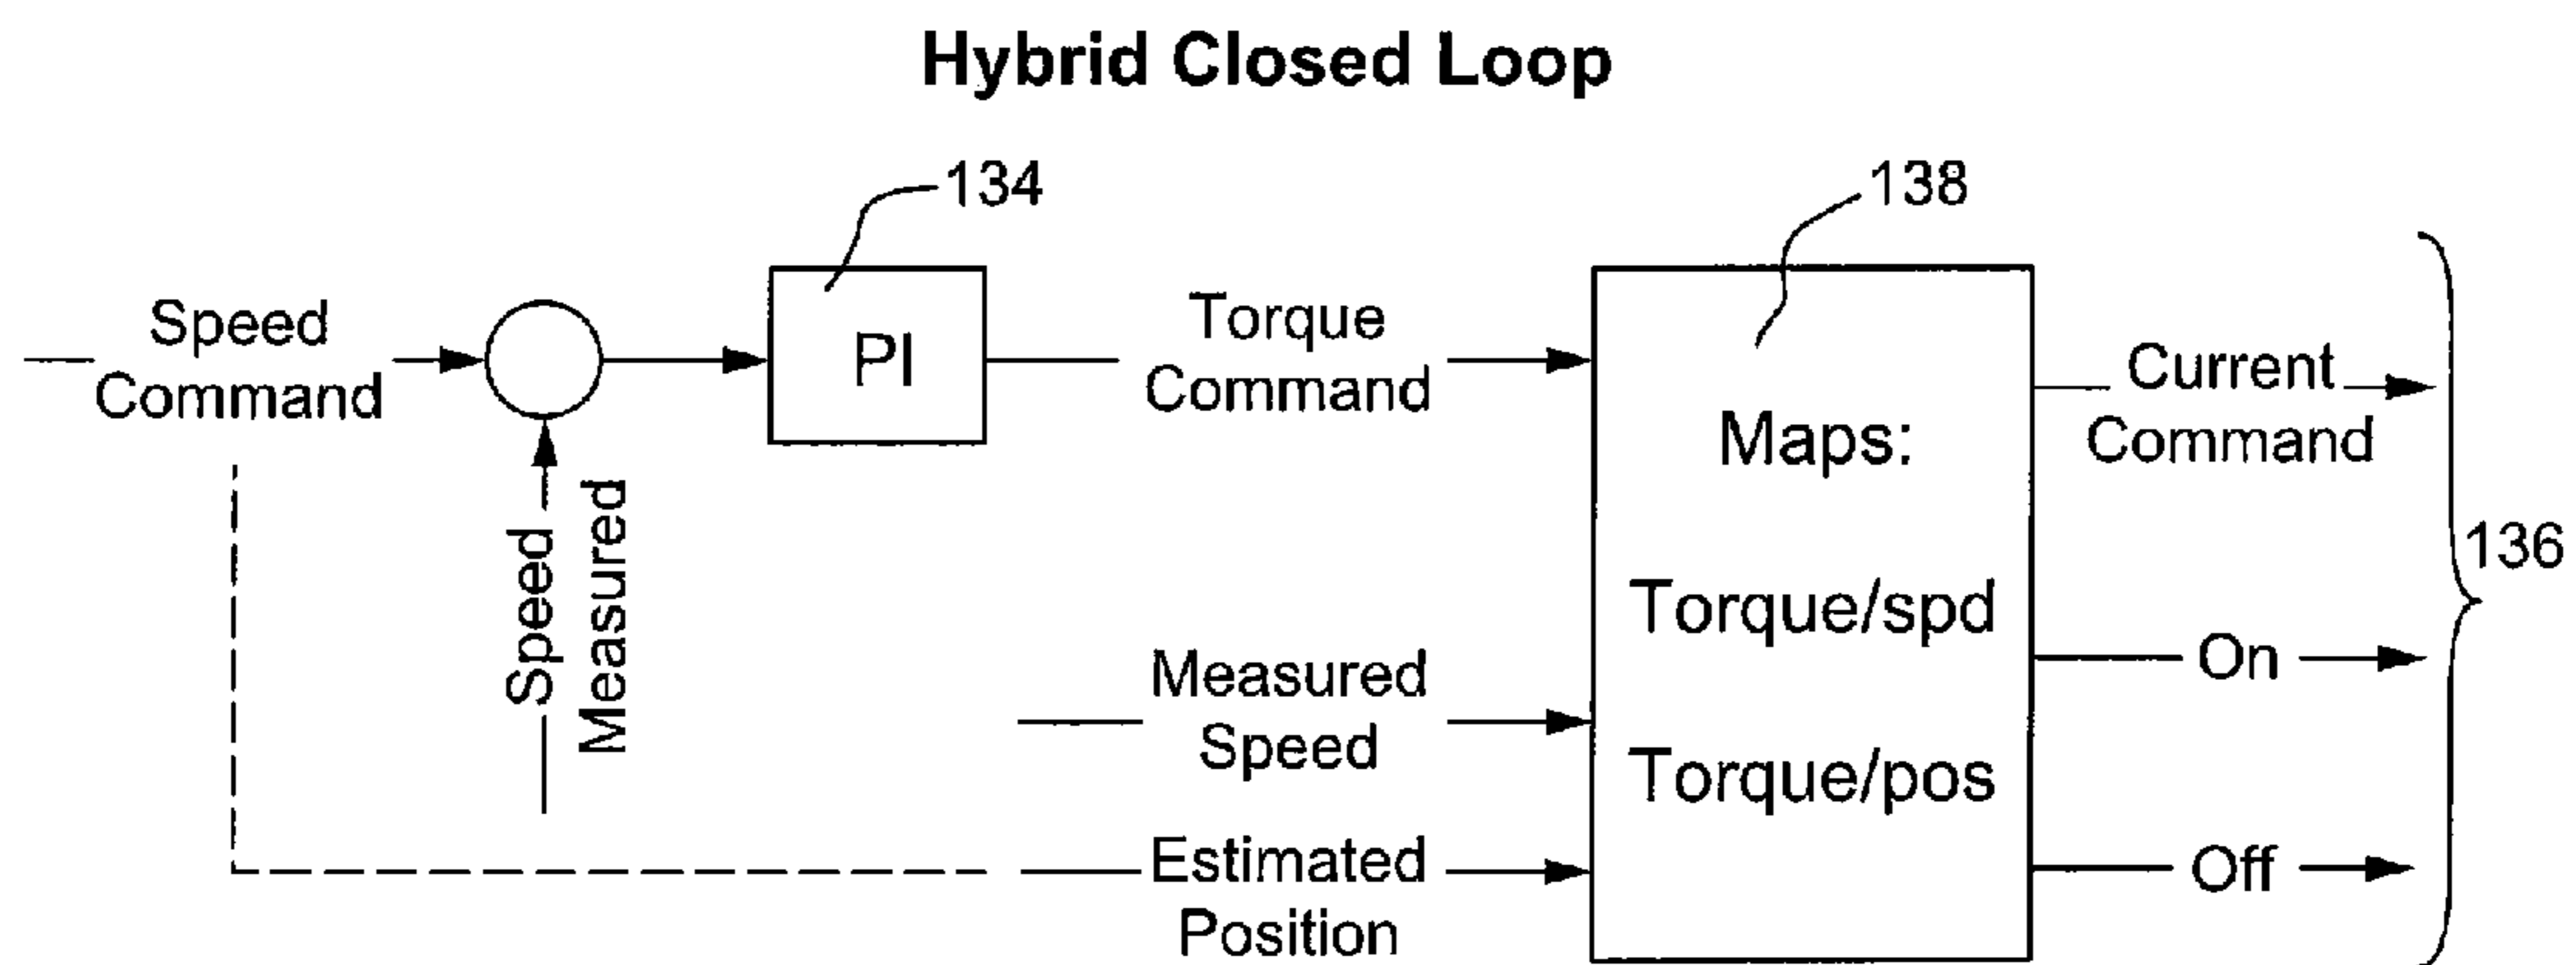 Hybrid Closed Loop
134
138
Speed
Command
PI
Torque
Command
Current
Command
Maps:
Torque/spd
Torque/pos
Speed
Measured
136
Measured
Speed
On
Estimated
Position
Off